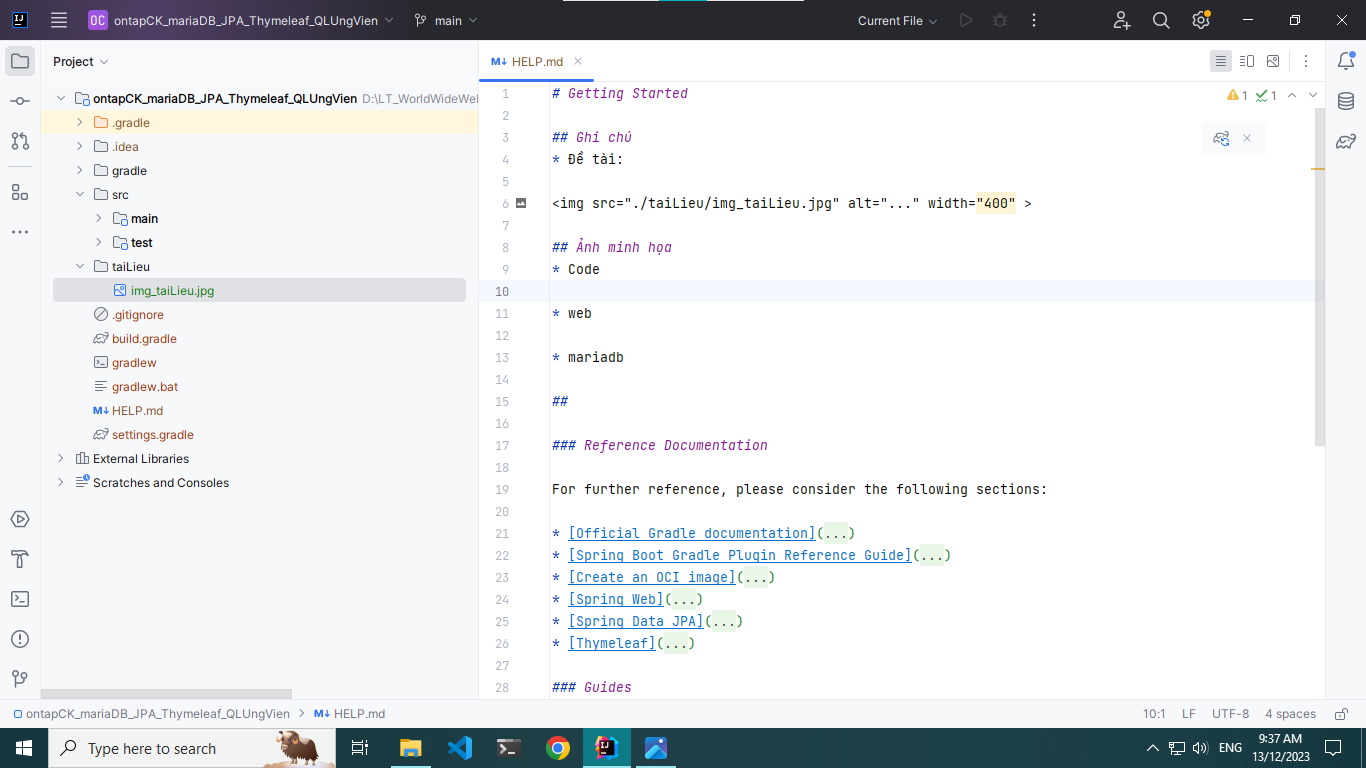 OC ontapCK_mariaDB_JPA_Thymeleaf_QLUngVien main Current File
Project
ontapCK_mariaDB_JPA_Thymeleaf_QLUngVien D:\LT_WorldWideWe
.gradle
.idea
gradle
src
main
test
taiLieu
img_taiLieu.jpg
.gitignore
build.gradle
gradlew
gradlew.bat
M↓ HELP.md
settings.gradle
External Libraries
Scratches and Consoles
M↓ HELP.md
1 # Getting Started
2
3 ## Ghi chú
4 * Đề tài:
5
6 <img src="./taiLieu/img_taiLieu.jpg" alt="..." width="400" >
7
8 ## Ảnh minh họa
9 * Code
10
11 * web
12
13 * mariadb
14
15 ##
16
17 ### Reference Documentation
18
19 For further reference, please consider the following sections:
20
21 * [Official Gradle documentation](...)
22 * [Spring Boot Gradle Plugin Reference Guide](...)
23 * [Create an OCI image](...)
24 * [Spring Web](...)
25 * [Spring Data JPA](...)
26 * [Thymeleaf](...)
27
28 ### Guides
1 1
ontapCK_mariaDB_JPA_Thymeleaf_QLUngVien M↓ HELP.md 10:1 LF UTF-8 4 spaces
Type here to search
ENG
9:37 AM
13/12/2023